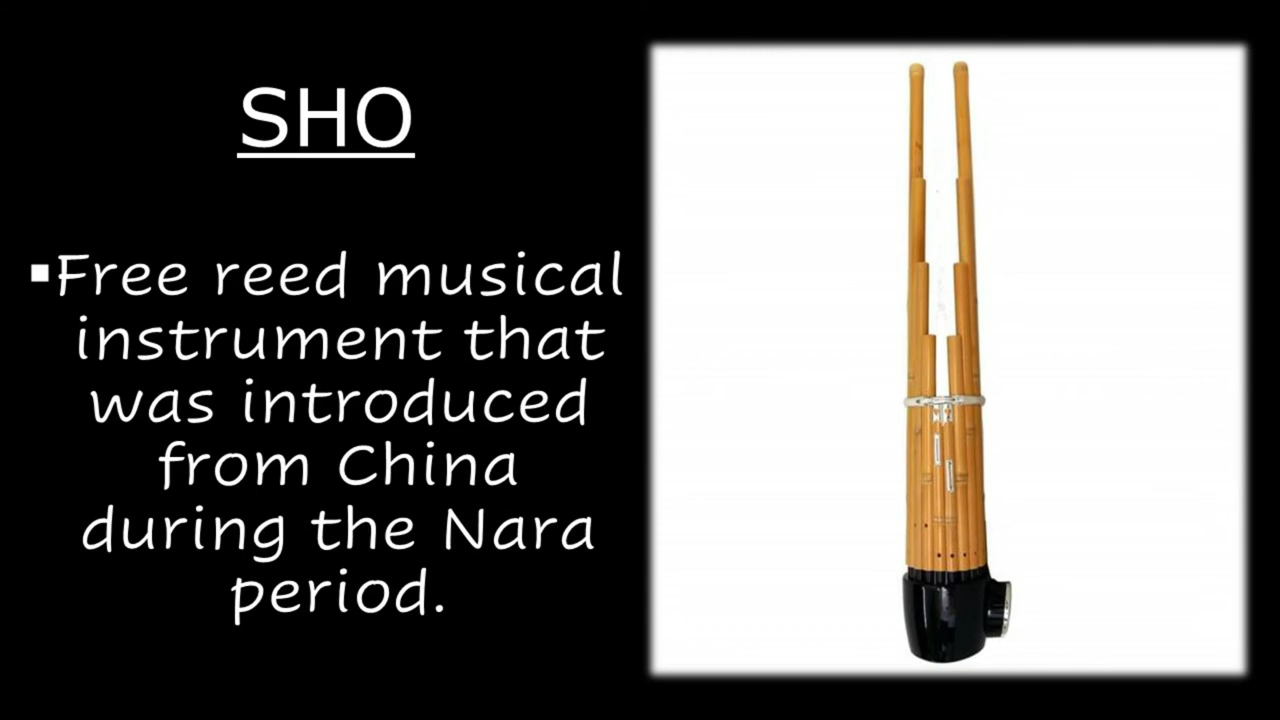 SHO
▪Free reed musical
instrument that
was introduced
from China
during the Nara
period.